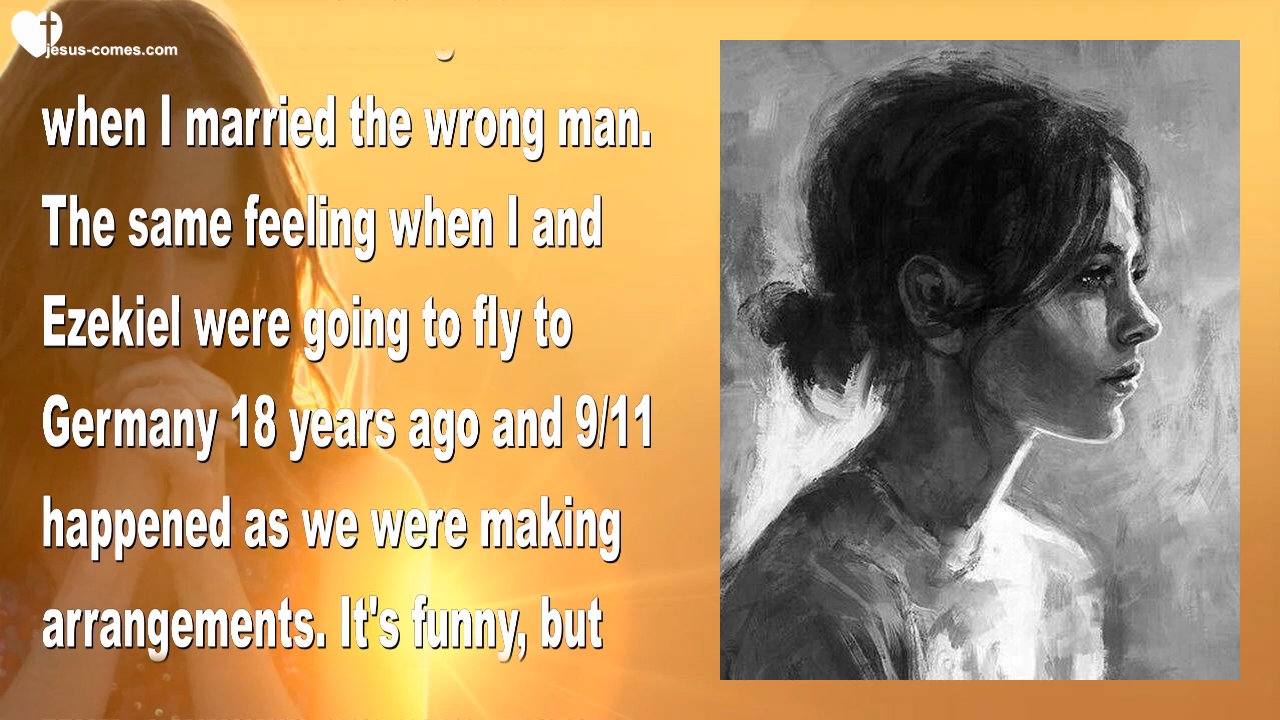 jesus-comes.com
when I married the wrong man.
The same feeling when I and
Ezekiel were going to fly to
Germany 18 years ago and 9/11
happened as we were making
arrangements. It's funny, but